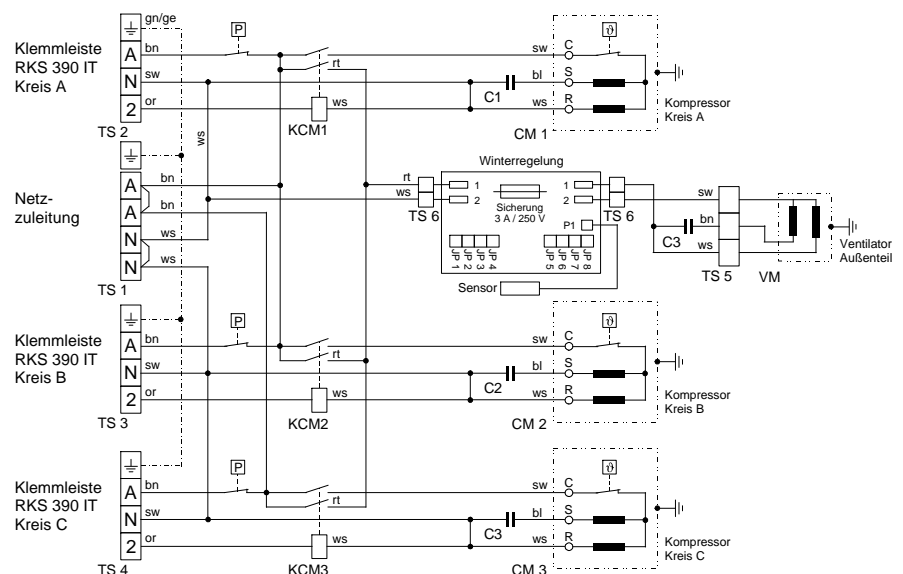 gn/ge
P
ϑ
Klemmleiste
RKS 390 IT
Kreis A
A
bn
rt
sw
C
N
sw
C1
bl
S
2
or
ws
KCM1
ws
R
Kompressor
Kreis A
TS 2
ws
CM 1
Netz-
zuleitung
A
bn
A
bn
N
ws
N
ws
TS 1
Winterregelung
rt
ws
TS 6
1
2
Sicherung
3 A / 250 V
P1
1
2
TS 6
JP 1
JP 2
JP 3
JP 4
JP 5
JP 6
JP 7
JP 8
Sensor
sw
bn
C3
ws
TS 5
VM
Ventilator
Außenteil
Klemmleiste
RKS 390 IT
Kreis B
P
ϑ
A
bn
rt
sw
C
N
sw
C2
bl
S
2
or
ws
KCM2
ws
R
Kompressor
Kreis B
TS 3
CM 2
Klemmleiste
RKS 390 IT
Kreis C
P
ϑ
A
bn
rt
sw
C
N
sw
C3
bl
S
2
or
ws
KCM3
ws
R
Kompressor
Kreis C
TS 4
CM 3